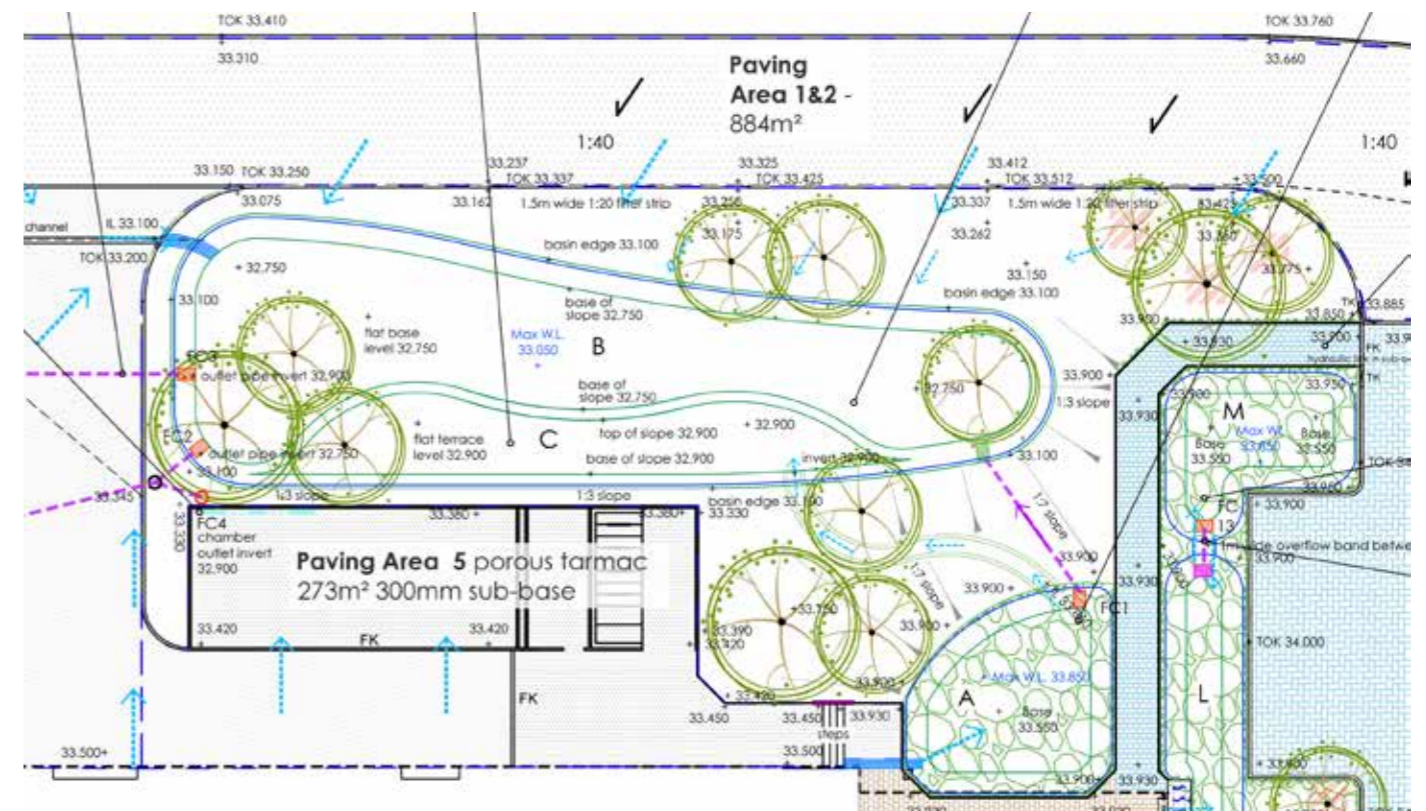 TOK 33.410
TOK 33.760
33.310
33.660
Paving
Area 1&2 -
884m²
1:40
1:40
33.150 TOK 33.250
33.237
TOK 33.337
33.325
TOK 33.425
33.412
TOK 33.512
33.500
33.075
33.162
1.5m wide 1:20 filter strip
33.337
1.5m wide 1:20 filter strip
33.175
33.262
channel
IL 33.100
TOK 33.200
basin edge 33.100
32.750
33.150
basin edge 33.100
33.775
33.100
base of
slope 32.750
TK
33.885
33.850
33.900
33.930
flat base
level 32.750
Max W.L.
33.050
B
FK
outlet pipe invert 32.900
base of
slope 32.750
32.750
33.900
1:3 slope
33.930
33.900
33.950
TK
M
C
top of slope 32.900
32.900
flat terrace
level 32.900
Base
33.550
Base
33.550
FC2
outlet pipe invert 32.750
base of slope 32.900
invert 32.900
33.100
33.100
33.345
1:3 slope
1:3 slope
basin edge 33.100
33.900
33.330
33.380
33.380
33.330
1:7 slope
FC
13
FC4
chamber
outlet invert
32.900
Paving Area 5 porous tarmac
273m² 300mm sub-base
33.900
33.900
1:7 slope
33.900
33.930
FC1
33.750
33.420
FK
33.420
33.390
33.420
33.900
TOK 34.000
FK
33.900
Max W.L. 33.850
A
Base
33.550
L
33.420
33.450
33.450
33.930
steps
33.500
33.500
33.900
33.930